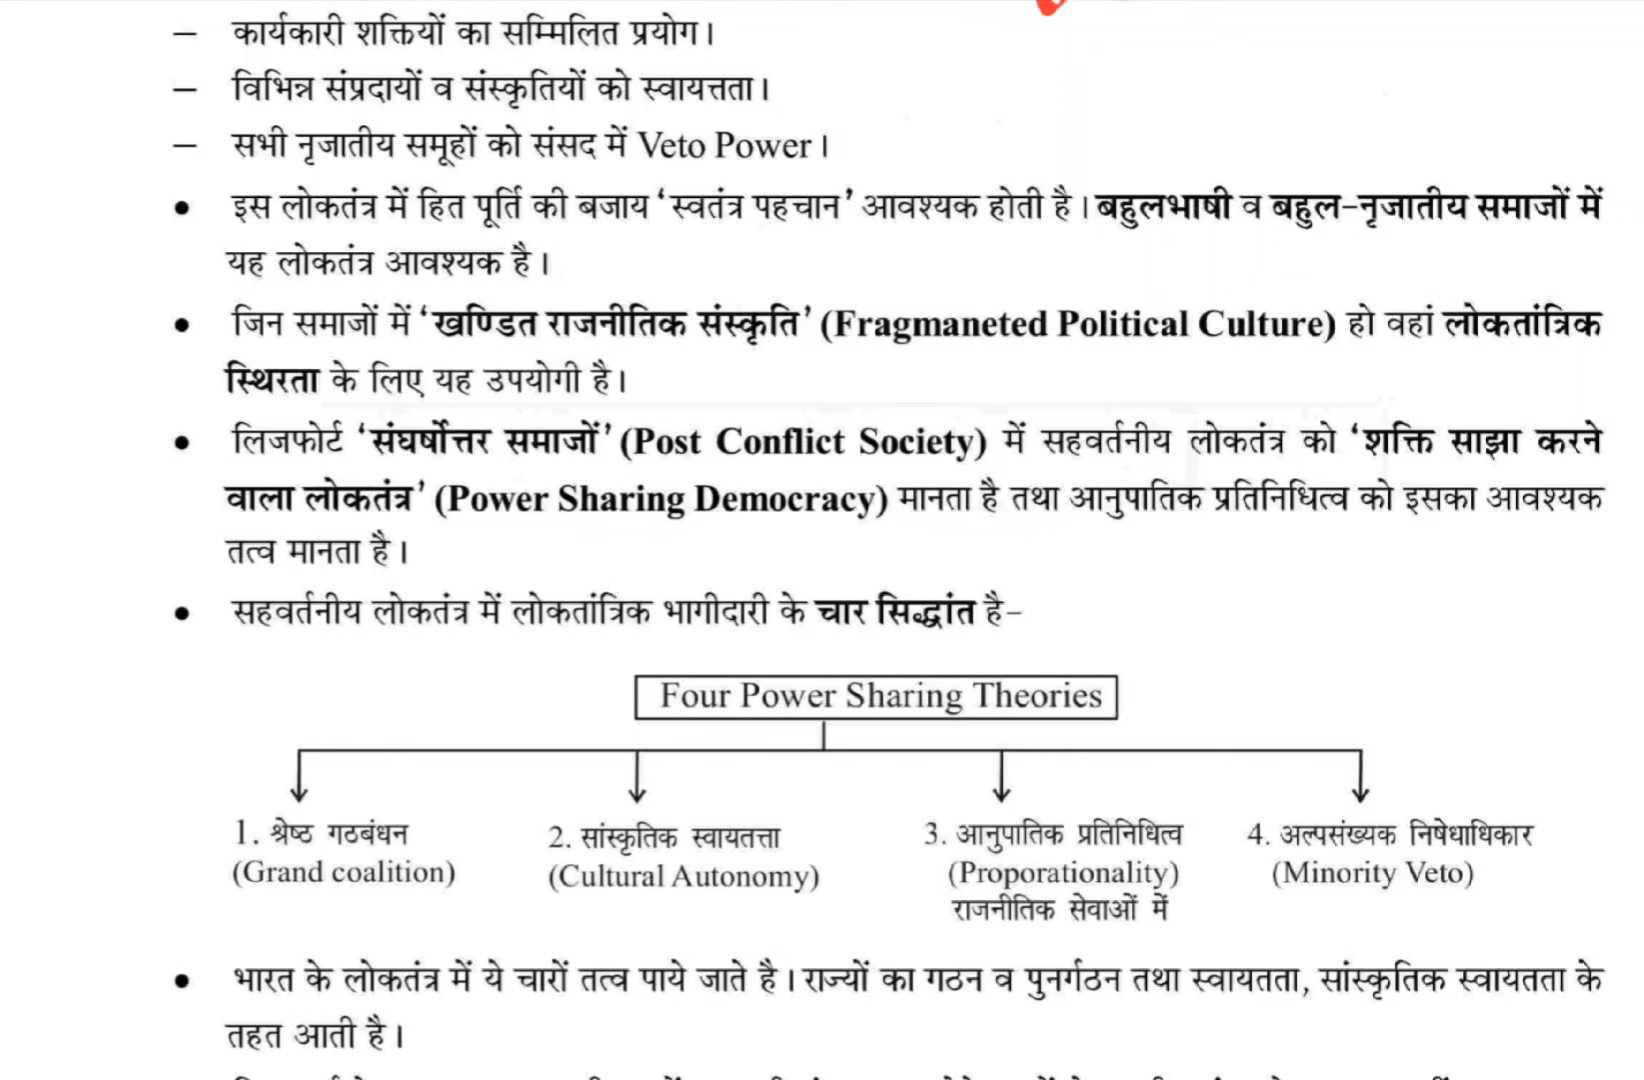 – कार्यकारी शक्तियों का सम्मिलित प्रयोग।
– विभिन्न संप्रदायों व संस्कृतियों को स्वायत्तता।
– सभी नृजातीय समूहों को संसद में Veto Power।
• इस लोकतंत्र में हित पूर्ति की बजाय ‘स्वतंत्र पहचान’ आवश्यक होती है। बहुलभाषी व बहुल-नृजातीय समाजों में
यह लोकतंत्र आवश्यक है।
• जिन समाजों में ‘खण्डित राजनीतिक संस्कृति’ (Fragmaneted Political Culture) हो वहां लोकतांत्रिक
स्थिरता के लिए यह उपयोगी है।
• लिजफोर्ट ‘संघर्षोत्तर समाजों’ (Post Conflict Society) में सहवर्तनीय लोकतंत्र को ‘शक्ति साझा करने
वाला लोकतंत्र’ (Power Sharing Democracy) मानता है तथा आनुपातिक प्रतिनिधित्व को इसका आवश्यक
तत्व मानता है।
• सहवर्तनीय लोकतंत्र में लोकतांत्रिक भागीदारी के चार सिद्धांत है–
Four Power Sharing Theories
1. श्रेष्ठ गठबंधन
(Grand coalition)
2. सांस्कृतिक स्वायतत्ता
(Cultural Autonomy)
3. आनुपातिक प्रतिनिधित्व
(Proporationality)
राजनीतिक सेवाओं में
4. अल्पसंख्यक निषेधाधिकार
(Minority Veto)
• भारत के लोकतंत्र में ये चारों तत्व पाये जाते है। राज्यों का गठन व पुनर्गठन तथा स्वायतता, सांस्कृतिक स्वायतता के
तहत आती है।